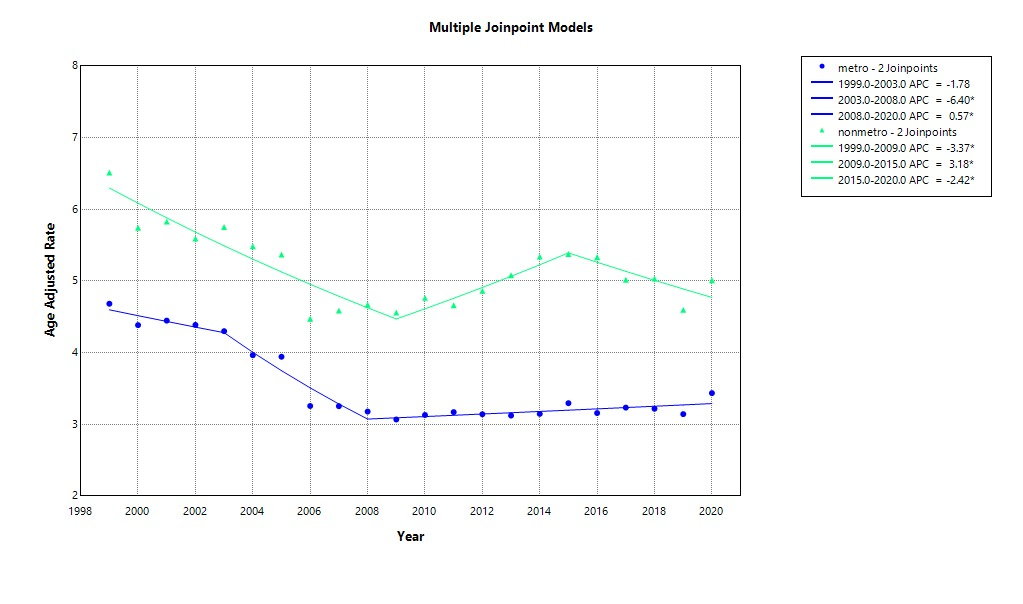 Multiple Joinpoint Models
metro - 2 Joinpoints
1999.0-2003.0 APC = -1.78
2003.0-2008.0 APC = -6.40*
2008.0-2020.0 APC = 0.57*
nonmetro - 2 Joinpoints
1999.0-2009.0 APC = -3.37*
2009.0-2015.0 APC = 3.18*
2015.0-2020.0 APC = -2.42*
Age Adjusted Rate
8
7
6
5
4
3
2
1998 2000 2002 2004 2006 2008 2010 2012 2014 2016 2018 2020
Year